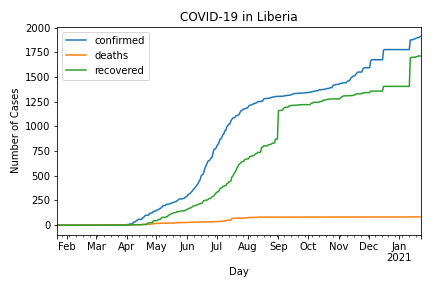 COVID-19 in Liberia
confirmed
deaths
recovered
Number of Cases
2000
1750
1500
1250
1000
750
500
250
0
Feb Mar Apr May Jun Jul Aug Sep Oct Nov Dec Jan
2021
Day